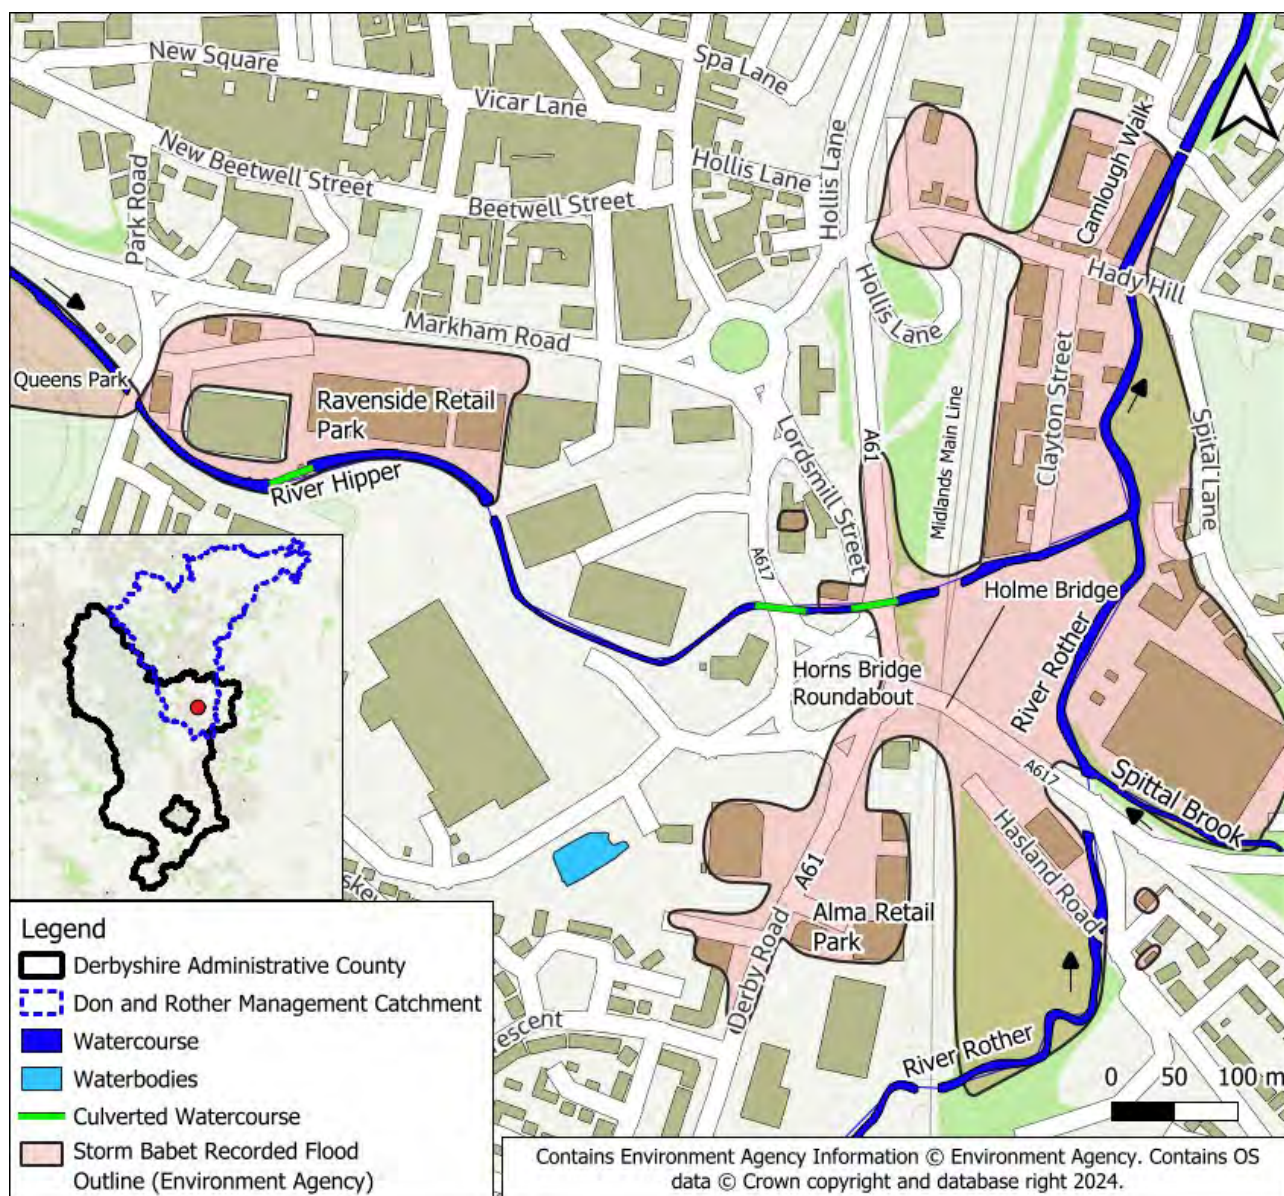 New Square
Spa Lane
Vicar Lane
Camlough Walk
Park Road
New Beetwell Street
Hollis Lane
Hollis Lane
Beetwell Street
Hady Hill
Hollis Lane
Markham Road
Queens Park
Ravenside Retail
Park
Clayton Street
Midlands Main Line
A61
Lordsmill Street
Spital Lane
River Hipper
A617
Holme Bridge
Horns Bridge
Roundabout
River Rother
A617
Spittal Brook
Hasland Road
A61
Derby Road
Alma Retail
Park
escent
River Rother
0 50 100 m
Legend
Derbyshire Administrative County
Don and Rother Management Catchment
Watercourse
Waterbodies
Culverted Watercourse
Storm Babet Recorded Flood
Outline (Environment Agency)
Contains Environment Agency Information © Environment Agency. Contains OS
data © Crown copyright and database right 2024.